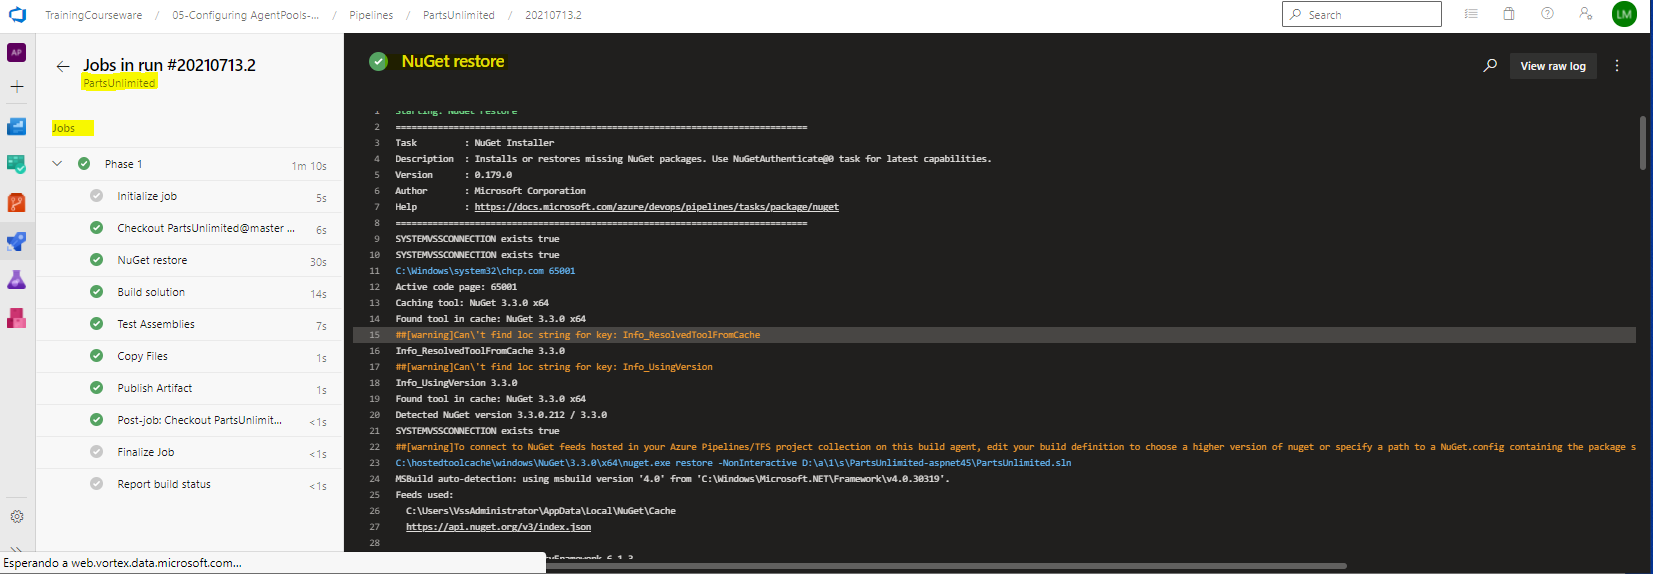 TrainingCourseware / 05-Configuring AgentPools-... / Pipelines / PartsUnlimited / 20210713.2
Search
LM
AP
Jobs in run #20210713.2
PartsUnlimited
Jobs
Phase 1 1m 10s
Initialize job 5s
Checkout PartsUnlimited@master ... 6s
NuGet restore 30s
Build solution 14s
Test Assemblies 7s
Copy Files 1s
Publish Artifact 1s
Post-job: Checkout PartsUnlimit... <1s
Finalize Job <1s
Report build status <1s
NuGet restore
View raw log
1 Starting: NuGet restore
2 ==============================================================================
3 Task : NuGet Installer
4 Description : Installs or restores missing NuGet packages. Use NuGetAuthenticate@0 task for latest capabilities.
5 Version : 0.179.0
6 Author : Microsoft Corporation
7 Help : https://docs.microsoft.com/azure/devops/pipelines/tasks/package/nuget
8 ==============================================================================
9 SYSTEMVSSCONNECTION exists true
10 SYSTEMVSSCONNECTION exists true
11 C:\Windows\system32\chcp.com 65001
12 Active code page: 65001
13 Caching tool: NuGet 3.3.0 x64
14 Found tool in cache: NuGet 3.3.0 x64
15 ##[warning]Can\'t find loc string for key: Info_ResolvedToolFromCache
16 Info_ResolvedToolFromCache 3.3.0
17 ##[warning]Can\'t find loc string for key: Info_UsingVersion
18 Info_UsingVersion 3.3.0
19 Found tool in cache: NuGet 3.3.0 x64
20 Detected NuGet version 3.3.0.212 / 3.3.0
21 SYSTEMVSSCONNECTION exists true
22 ##[warning]To connect to NuGet feeds hosted in your Azure Pipelines/TFS project collection on this build agent, edit your build definition to choose a higher version of nuget or specify a path to a NuGet.config containing the package s
23 C:\hostedtoolcache\windows\NuGet\3.3.0\x64\nuget.exe restore -NonInteractive D:\a\1\s\PartsUnlimited-aspnet45\PartsUnlimited.sln
24 MSBuild auto-detection: using msbuild version '4.0' from 'C:\Windows\Microsoft.NET\Framework\v4.0.30319'.
25 Feeds used:
26 C:\Users\VssAdministrator\AppData\Local\NuGet\Cache
27 https://api.nuget.org/v3/index.json
28
Esperando a web.vortex.data.microsoft.com...